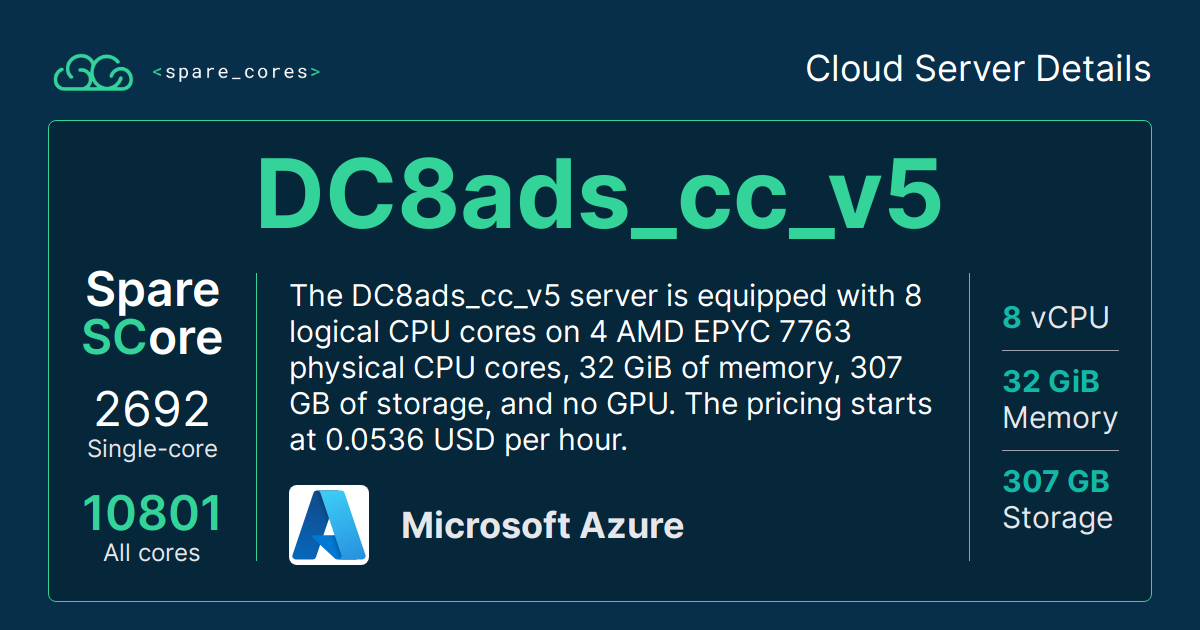 <spare_cores>
Cloud Server Details
DC8ads_cc_v5
Spare
SCore
2692
Single-core
10801
All cores
The DC8ads_cc_v5 server is equipped with 8
logical CPU cores on 4 AMD EPYC 7763
physical CPU cores, 32 GiB of memory, 307
GB of storage, and no GPU. The pricing starts
at 0.0536 USD per hour.
Microsoft Azure
8 vCPU
32 GiB
Memory
307 GB
Storage